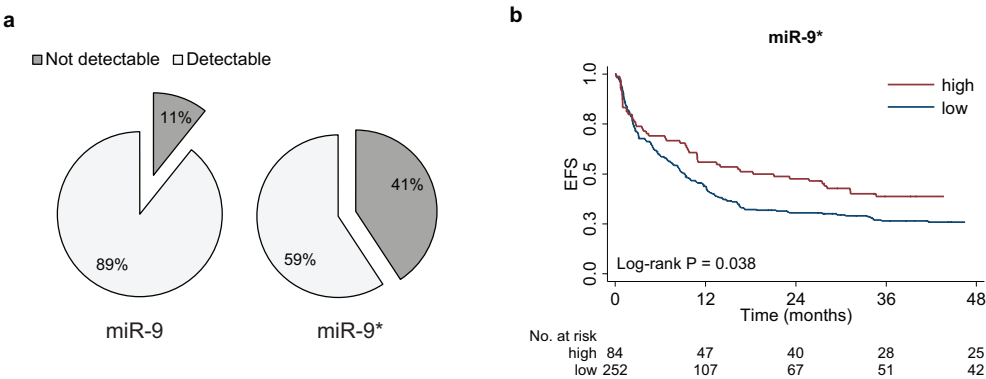 a
Not detectable Detectable
11%
89%
miR-9
41%
59%
miR-9*
b
miR-9*
high
low
EFS
1.0
0.8
0.5
0.3
0.0
Log-rank P = 0.038
0 12 24 36 48
Time (months)
No. at risk
high 84 47 40 28 25
low 252 107 67 51 42